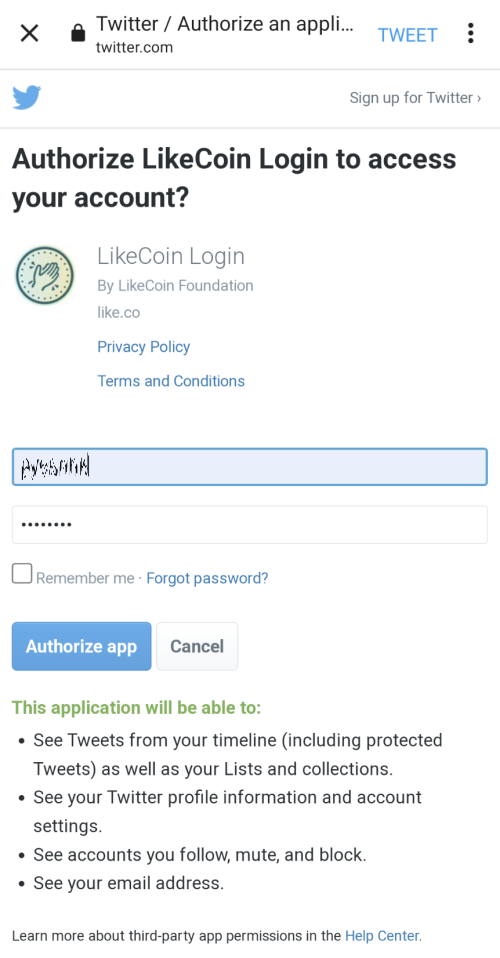 Twitter / Authorize an appli...
twitter.com
TWEET
Sign up for Twitter ›
Authorize LikeCoin Login to access
your account?
LikeCoin Login
By LikeCoin Foundation
like.co
Privacy Policy
Terms and Conditions
••••••••
Remember me · Forgot password?
Authorize app
Cancel
This application will be able to:
• See Tweets from your timeline (including protected
Tweets) as well as your Lists and collections.
• See your Twitter profile information and account
settings.
• See accounts you follow, mute, and block.
• See your email address.
Learn more about third-party app permissions in the Help Center.